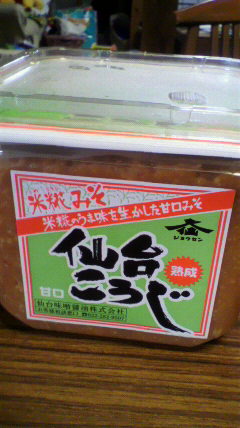 米糀みそ
米糀のうま味を生かした甘口みそ
ジョウセン
仙台
こうじ
熟成
甘口
仙台味噌醤油株式会社